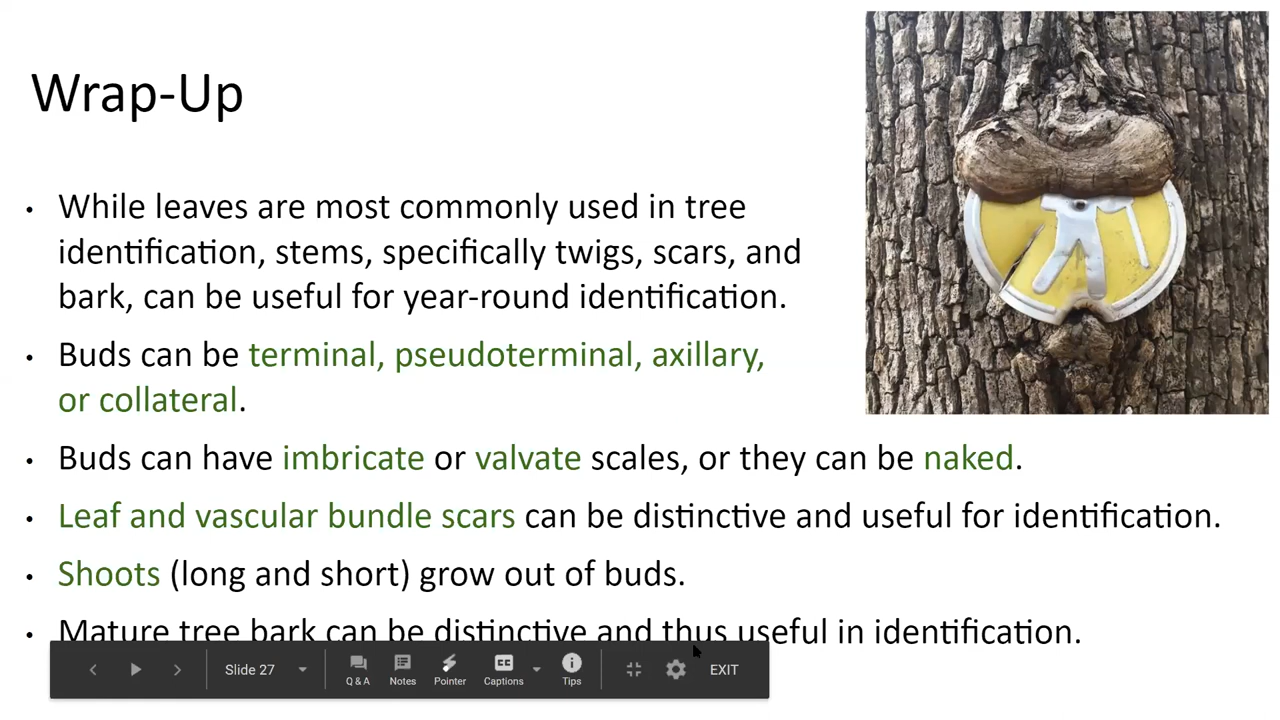 Wrap-Up
• While leaves are most commonly used in tree
identification, stems, specifically twigs, scars, and
bark, can be useful for year-round identification.
• Buds can be terminal, pseudoterminal, axillary,
or collateral.
• Buds can have imbricate or valvate scales, or they can be naked.
• Leaf and vascular bundle scars can be distinctive and useful for identification.
• Shoots (long and short) grow out of buds.
• Mature tree bark can be distinctive and thus useful in identification.
Slide 27
Q & A
Notes
Pointer
CC
Captions
Tips
EXIT